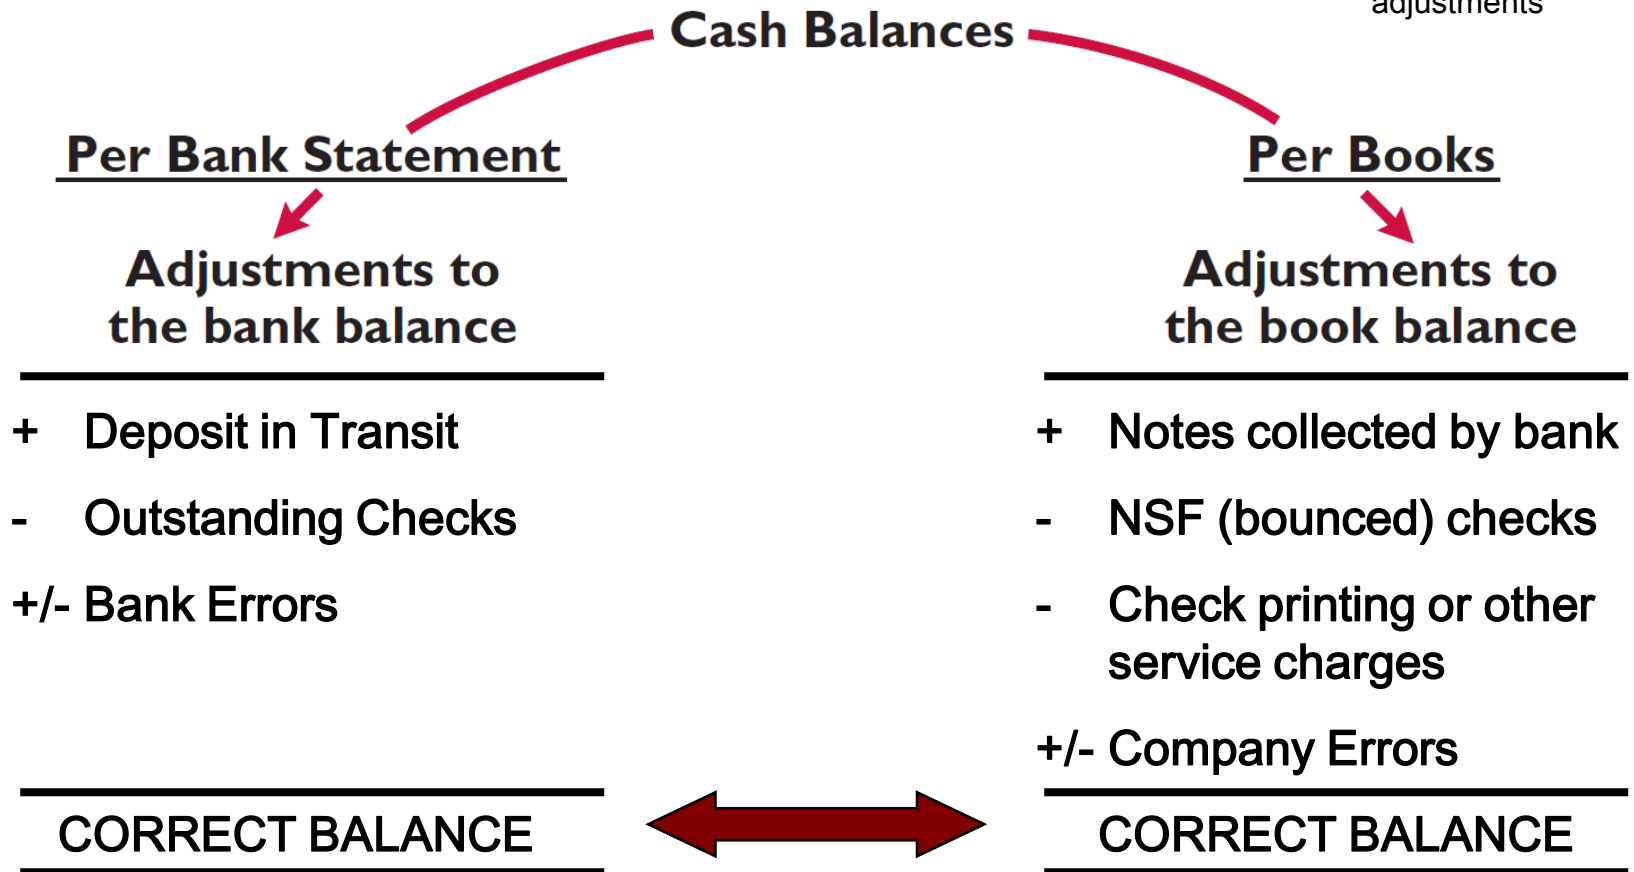 adjustments
Cash Balances
Per Bank Statement
Adjustments to
the bank balance
+ Deposit in Transit
- Outstanding Checks
+/- Bank Errors
CORRECT BALANCE
Per Books
Adjustments to
the book balance
+ Notes collected by bank
- NSF (bounced) checks
- Check printing or other
service charges
+/- Company Errors
CORRECT BALANCE